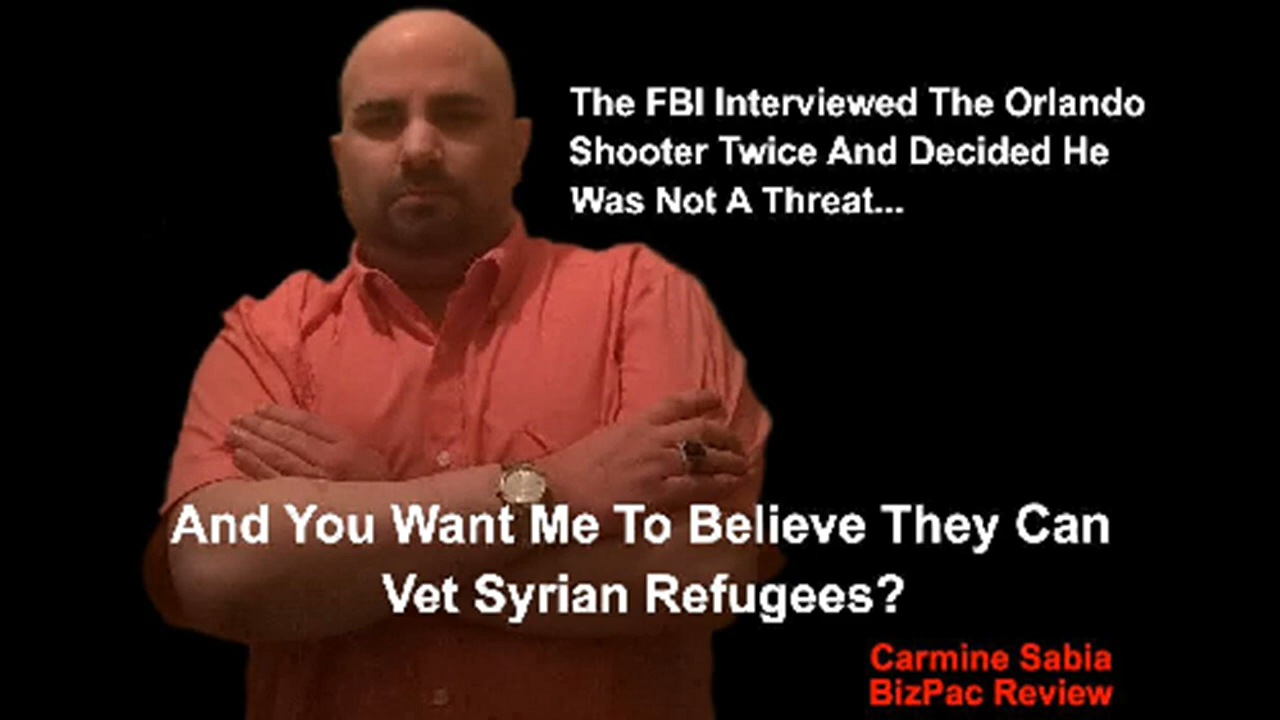 The FBI Interviewed The Orlando
Shooter Twice And Decided He
Was Not A Threat...
And You Want Me To Believe They Can
Vet Syrian Refugees?
Carmine Sabia
BizPac Review